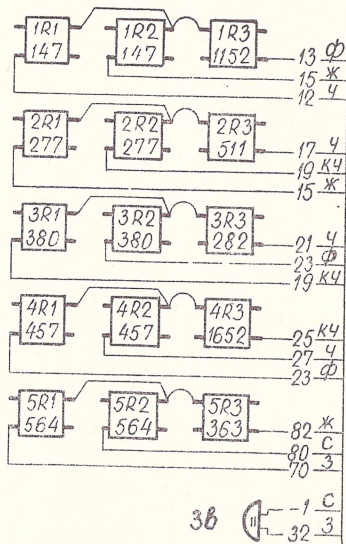 1R1 1R2 1R3
147 147 1152
13 Ф
15 Ж
12 Ч
2R1 2R2 2R3
277 277 511
17 Ч
19 КЧ
15 Ж
3R1 3R2 3R3
380 380 282
21 Ч
23 Ф
19 КЧ
4R1 4R2 4R3
457 457 1652
25 КЧ
27 Ч
23 Ф
5R1 5R2 5R3
564 564 363
82 Ж
80 С
70 З
1 С
Зв
32 З